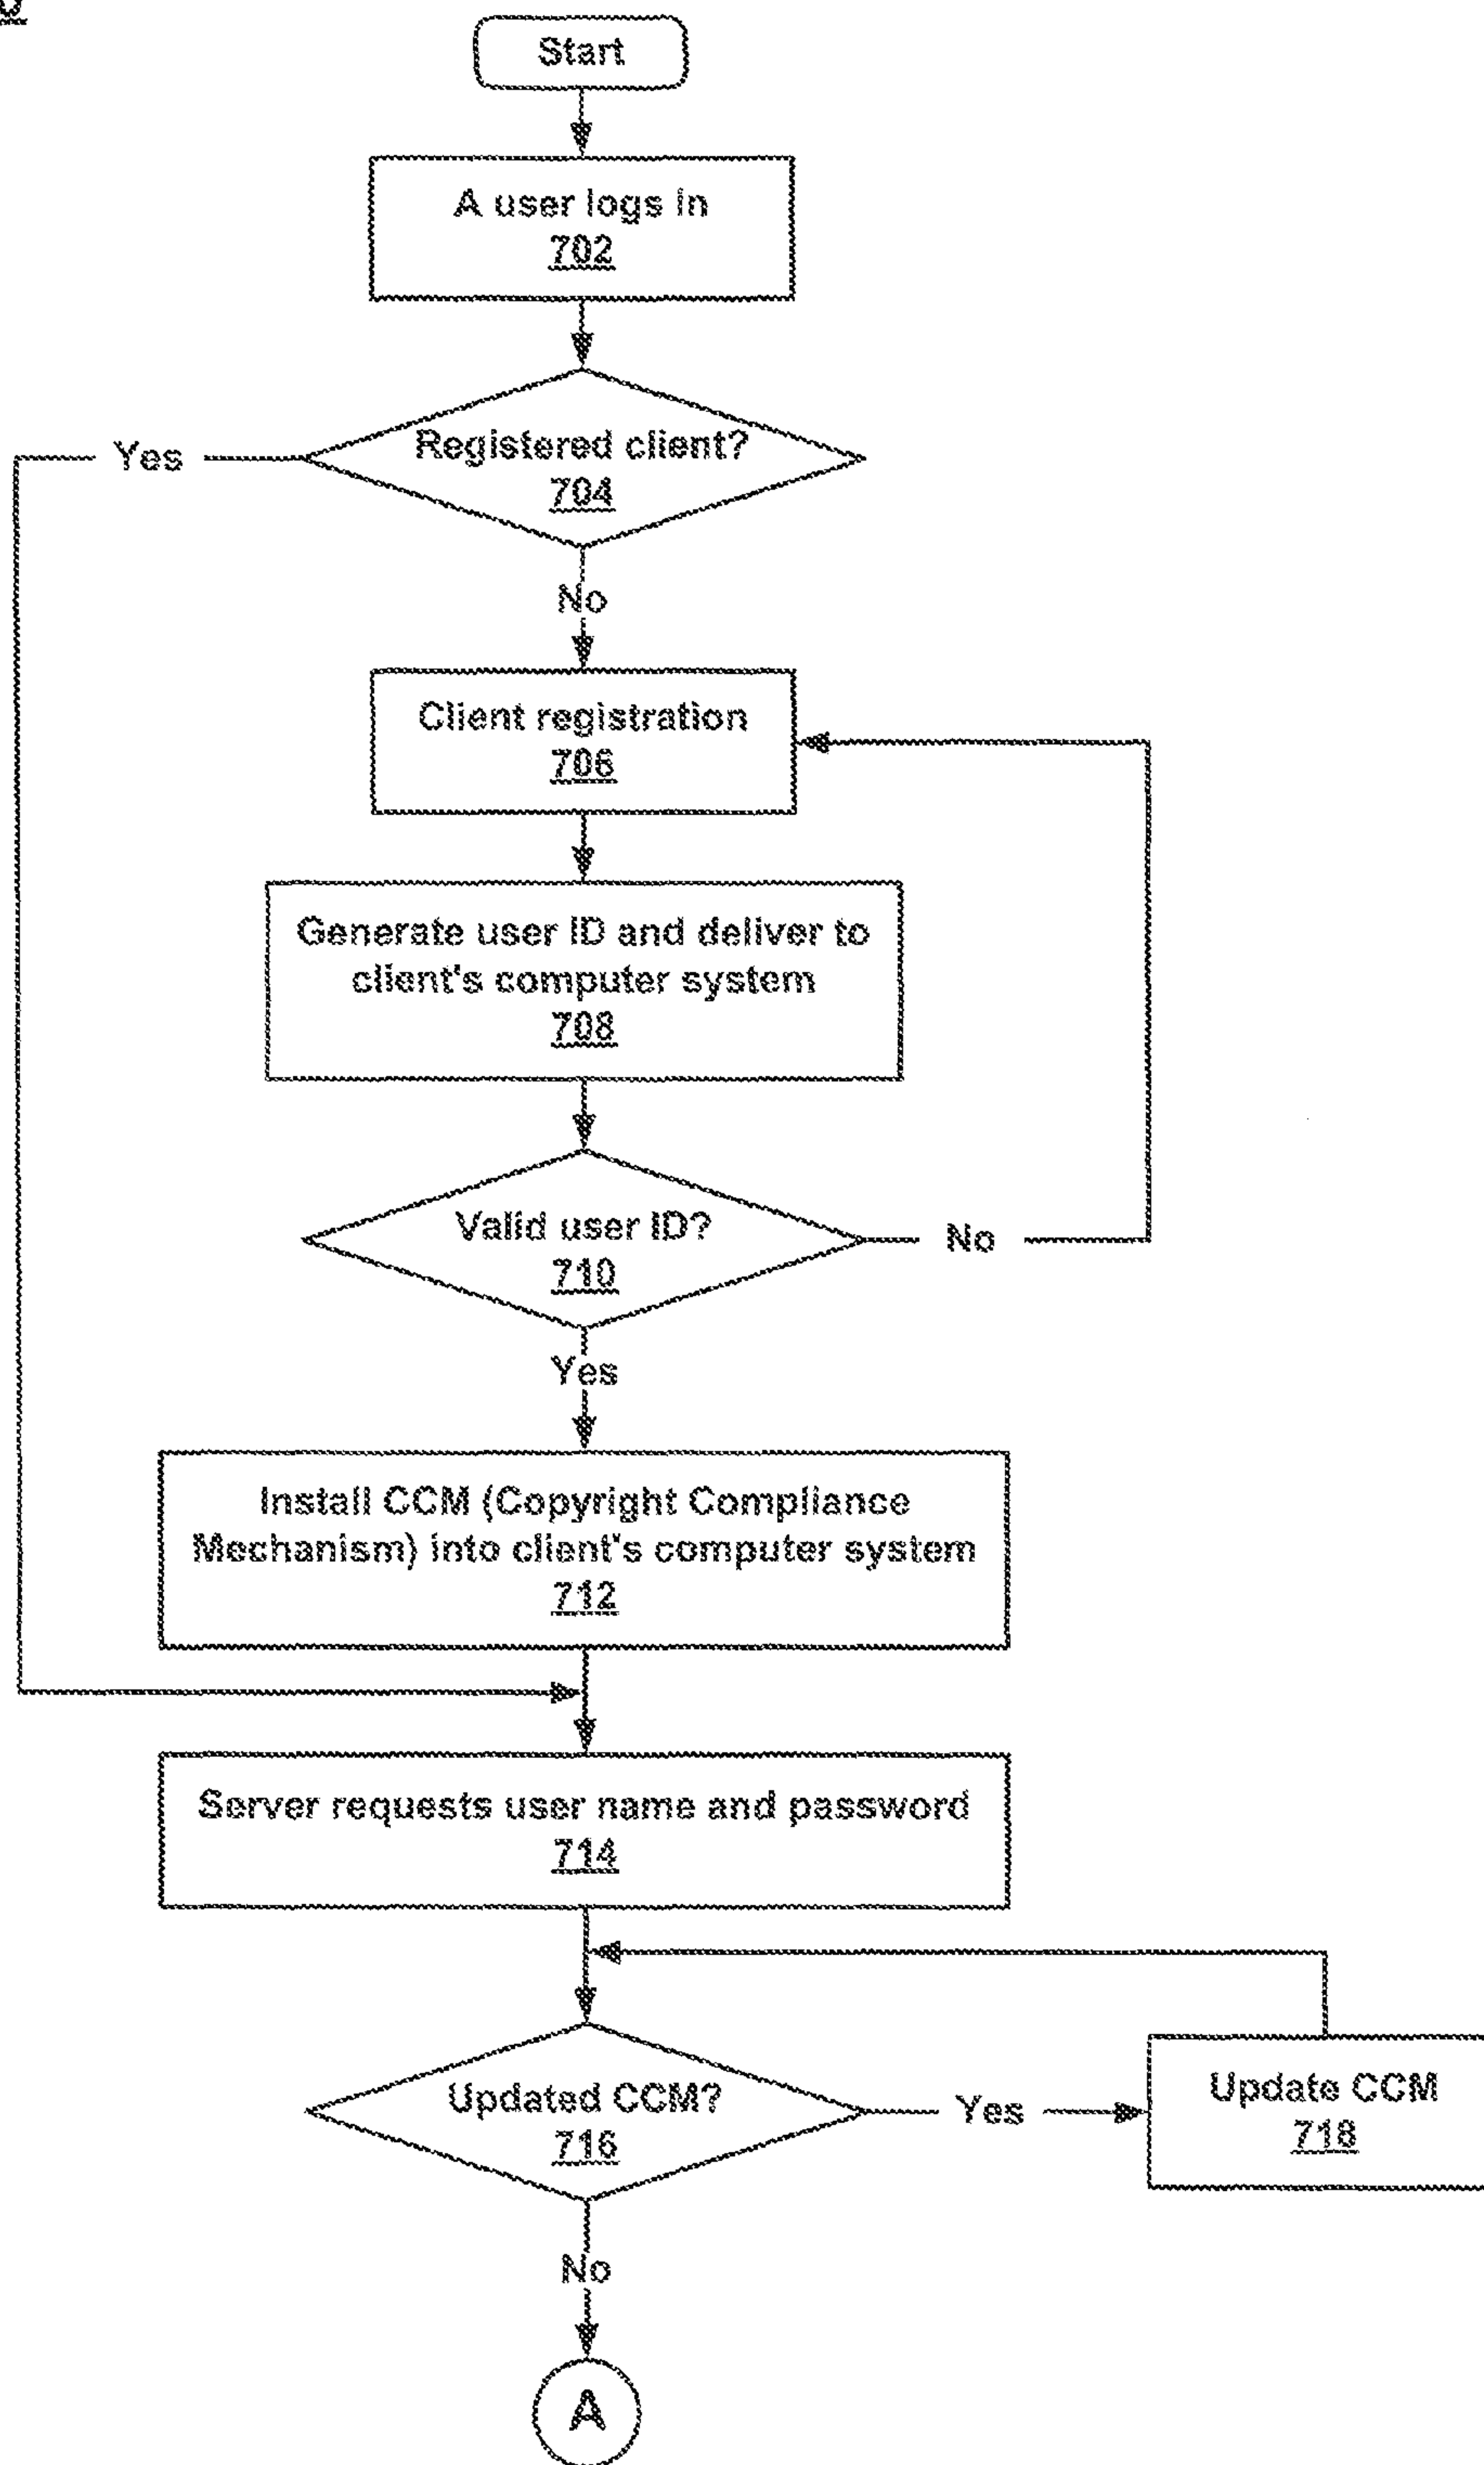 Start
A user logs in
702
Registered client?
704
Yes
No
Client registration
706
Generate user ID and deliver to
client's computer system
708
Valid user ID?
710
No
Yes
Install CCM (Copyright Compliance
Mechanism) into client's computer system
712
Server requests user name and password
714
Updated CCM?
716
Yes
Update CCM
718
No
A